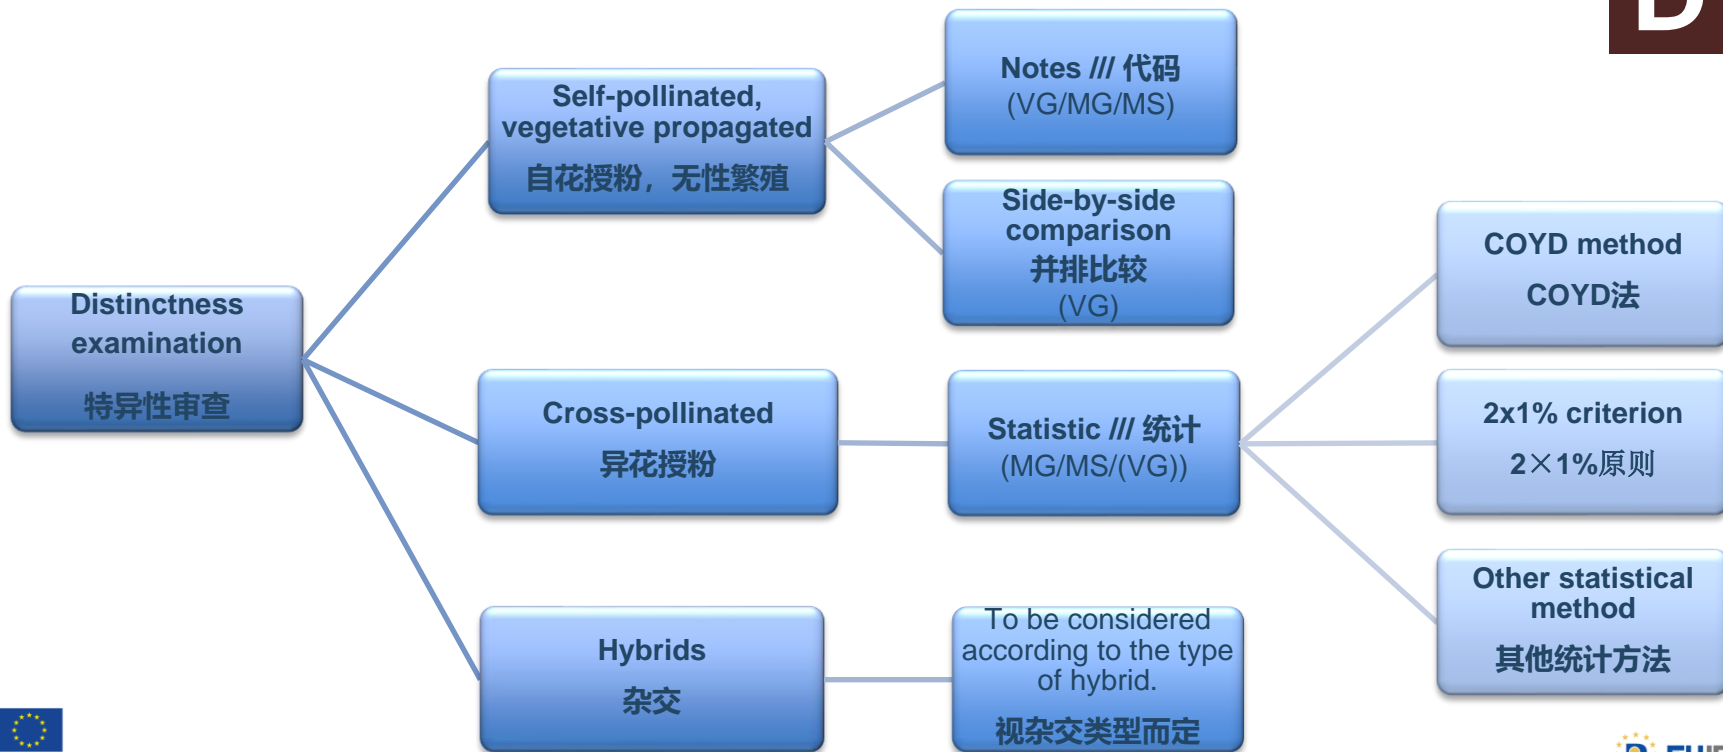 D
Distinctness
examination
特异性审查
Self-pollinated,
vegetative propagated
自花授粉，无性繁殖
Notes /// 代码
(VG/MG/MS)
Side-by-side
comparison
并排比较
(VG)
Cross-pollinated
异花授粉
Statistic /// 统计
(MG/MS/(VG))
COYD method
COYD法
2x1% criterion
2×1%原则
Other statistical
method
其他统计方法
Hybrids
杂交
To be considered
according to the type
of hybrid.
视杂交类型而定